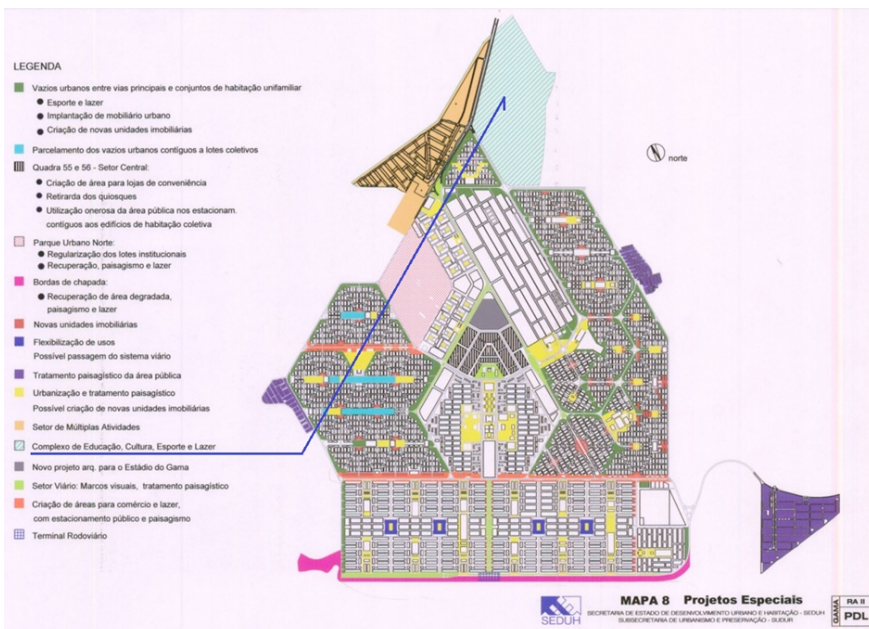 LEGENDA
Vazios urbanos entre vias principais e conjuntos de habitação unifamiliar
● Esporte e lazer
● Implantação de mobiliário urbano
● Criação de novas unidades imobiliárias
Parcelamento dos vazios urbanos contíguos a lotes coletivos
Quadra 55 e 56 - Setor Central:
● Criação de área para lojas de conveniência
● Retirarda dos quiosques
● Utilização onerosa da área pública nos estacionam.
contíguos aos edifícios de habitação coletiva
Parque Urbano Norte:
● Regularização dos lotes institucionais
● Recuperação, paisagismo e lazer
Bordas de chapada:
● Recuperação de área degradada,
paisagismo e lazer
Novas unidades imobiliárias
Flexibilização de usos
Possível passagem do sistema viário
Tratamento paisagístico da área pública
Urbanização e tratamento paisagístico
Possível criação de novas unidades imobiliárias
Setor de Múltiplas Atividades
Complexo de Educação, Cultura, Esporte e Lazer
Novo projeto arq. para o Estádio do Gama
Setor Viário: Marcos visuais, tratamento paisagístico
Criação de áreas para comércio e lazer,
com estacionamento público e paisagismo
Terminal Rodoviário
norte
SEDUH
MAPA 8 Projetos Especiais
SECRETARIA DE ESTADO DE DESENVOLVIMENTO URBANO E HABITAÇÃO - SEDUH
SUBSECRETARIA DE URBANISMO E PRESERVAÇÃO - SUDUR
GAMA
RA II
PDL